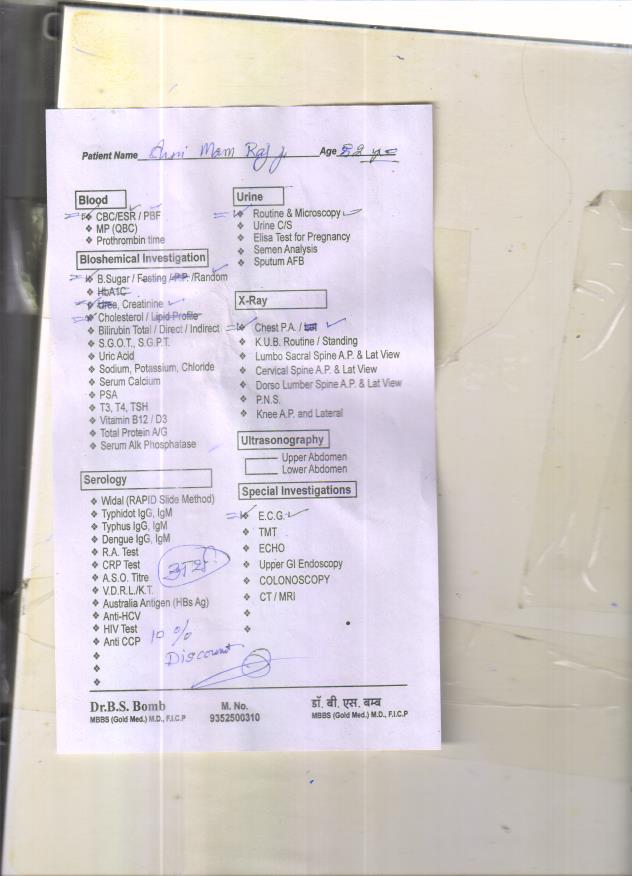 Patient Name Mam Raj ji Age 52 yrs
Blood
CBC/ESR / PBF
MP (QBC)
Prothrombin time
Bioshemical Investigation
B.Sugar / Fasting / P.P. /Random
HbA1C
Urea, Creatinine
Cholesterol / Lipid Profile
Bilirubin Total / Direct / Indirect
S.G.O.T., S.G.P.T.
Uric Acid
Sodium, Potassium, Chloride
Serum Calcium
PSA
T3, T4, TSH
Vitamin B12 / D3
Total Protein A/G
Serum Alk Phosphatase
Serology
Widal (RAPID Slide Method)
Typhidot IgG, IgM
Typhus IgG, IgM
Dengue IgG, IgM
R.A. Test
CRP Test
A.S.O. Titre
V.D.R.L./K.T.
Australia Antigen (HBs Ag)
Anti-HCV
HIV Test
Anti CCP 10 %
Discount
Urine
Routine & Microscopy
Urine C/S
Elisa Test for Pregnancy
Semen Analysis
Sputum AFB
X-Ray
Chest P.A. / Lat
K.U.B. Routine / Standing
Lumbo Sacral Spine A.P. & Lat View
Cervical Spine A.P. & Lat View
Dorso Lumber Spine A.P. & Lat View
P.N.S.
Knee A.P. and Lateral
Ultrasonography
Upper Abdomen
Lower Abdomen
Special Investigations
E.C.G.
TMT
ECHO
Upper GI Endoscopy
COLONOSCOPY
CT / MRI
Dr.B.S. Bomb
MBBS (Gold Med.) M.D., F.I.C.P
M. No.
9352500310
डॉ. बी. एस. बम्ब
MBBS (Gold Med.) M.D., F.I.C.P